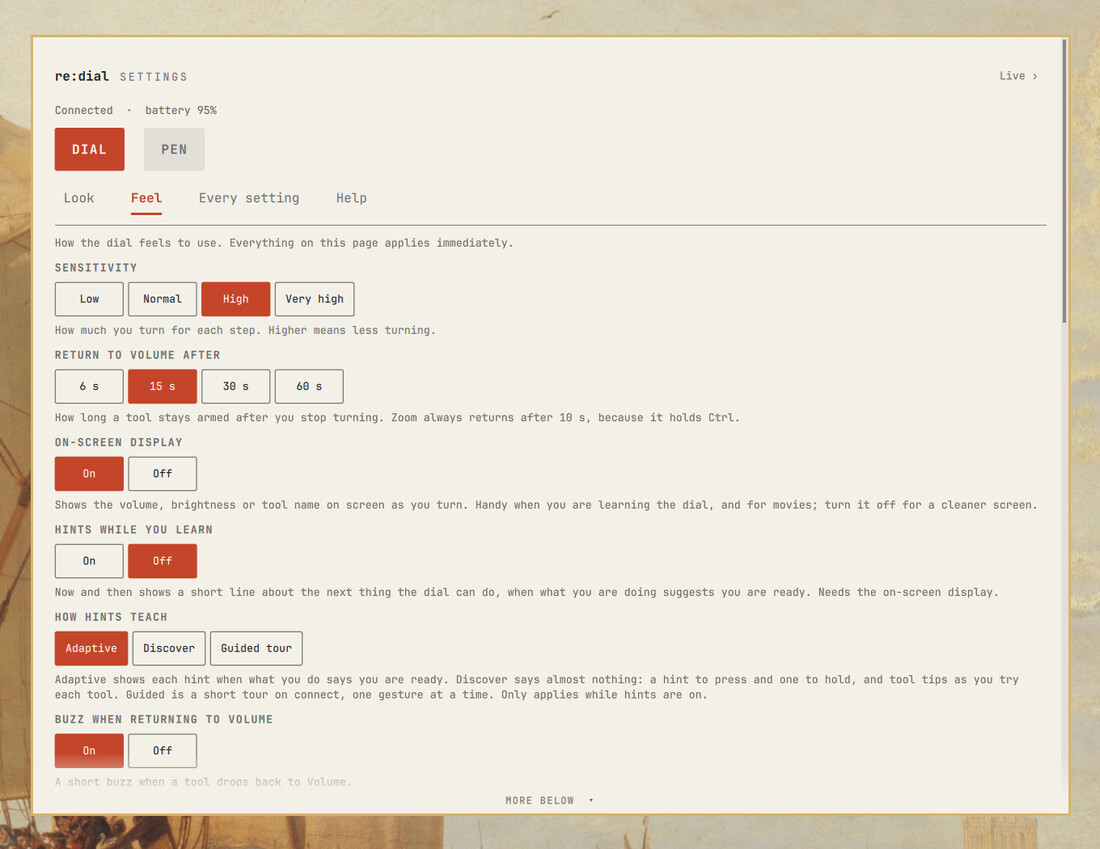 re:dial SETTINGS Live ›
Connected · battery 95%
DIAL PEN
Look Feel Every setting Help
How the dial feels to use. Everything on this page applies immediately.
SENSITIVITY
Low Normal High Very high
How much you turn for each step. Higher means less turning.
RETURN TO VOLUME AFTER
6 s 15 s 30 s 60 s
How long a tool stays armed after you stop turning. Zoom always returns after 10 s, because it holds Ctrl.
ON-SCREEN DISPLAY
On Off
Shows the volume, brightness or tool name on screen as you turn. Handy when you are learning the dial, and for movies; turn it off for a cleaner screen.
HINTS WHILE YOU LEARN
On Off
Now and then shows a short line about the next thing the dial can do, when what you are doing suggests you are ready. Needs the on-screen display.
HOW HINTS TEACH
Adaptive Discover Guided tour
Adaptive shows each hint when what you do says you are ready. Discover says almost nothing: a hint to press and one to hold, and tool tips as you try
each tool. Guided is a short tour on connect, one gesture at a time. Only applies while hints are on.
BUZZ WHEN RETURNING TO VOLUME
On Off
A short buzz when a tool drops back to Volume.
MORE BELOW ▾